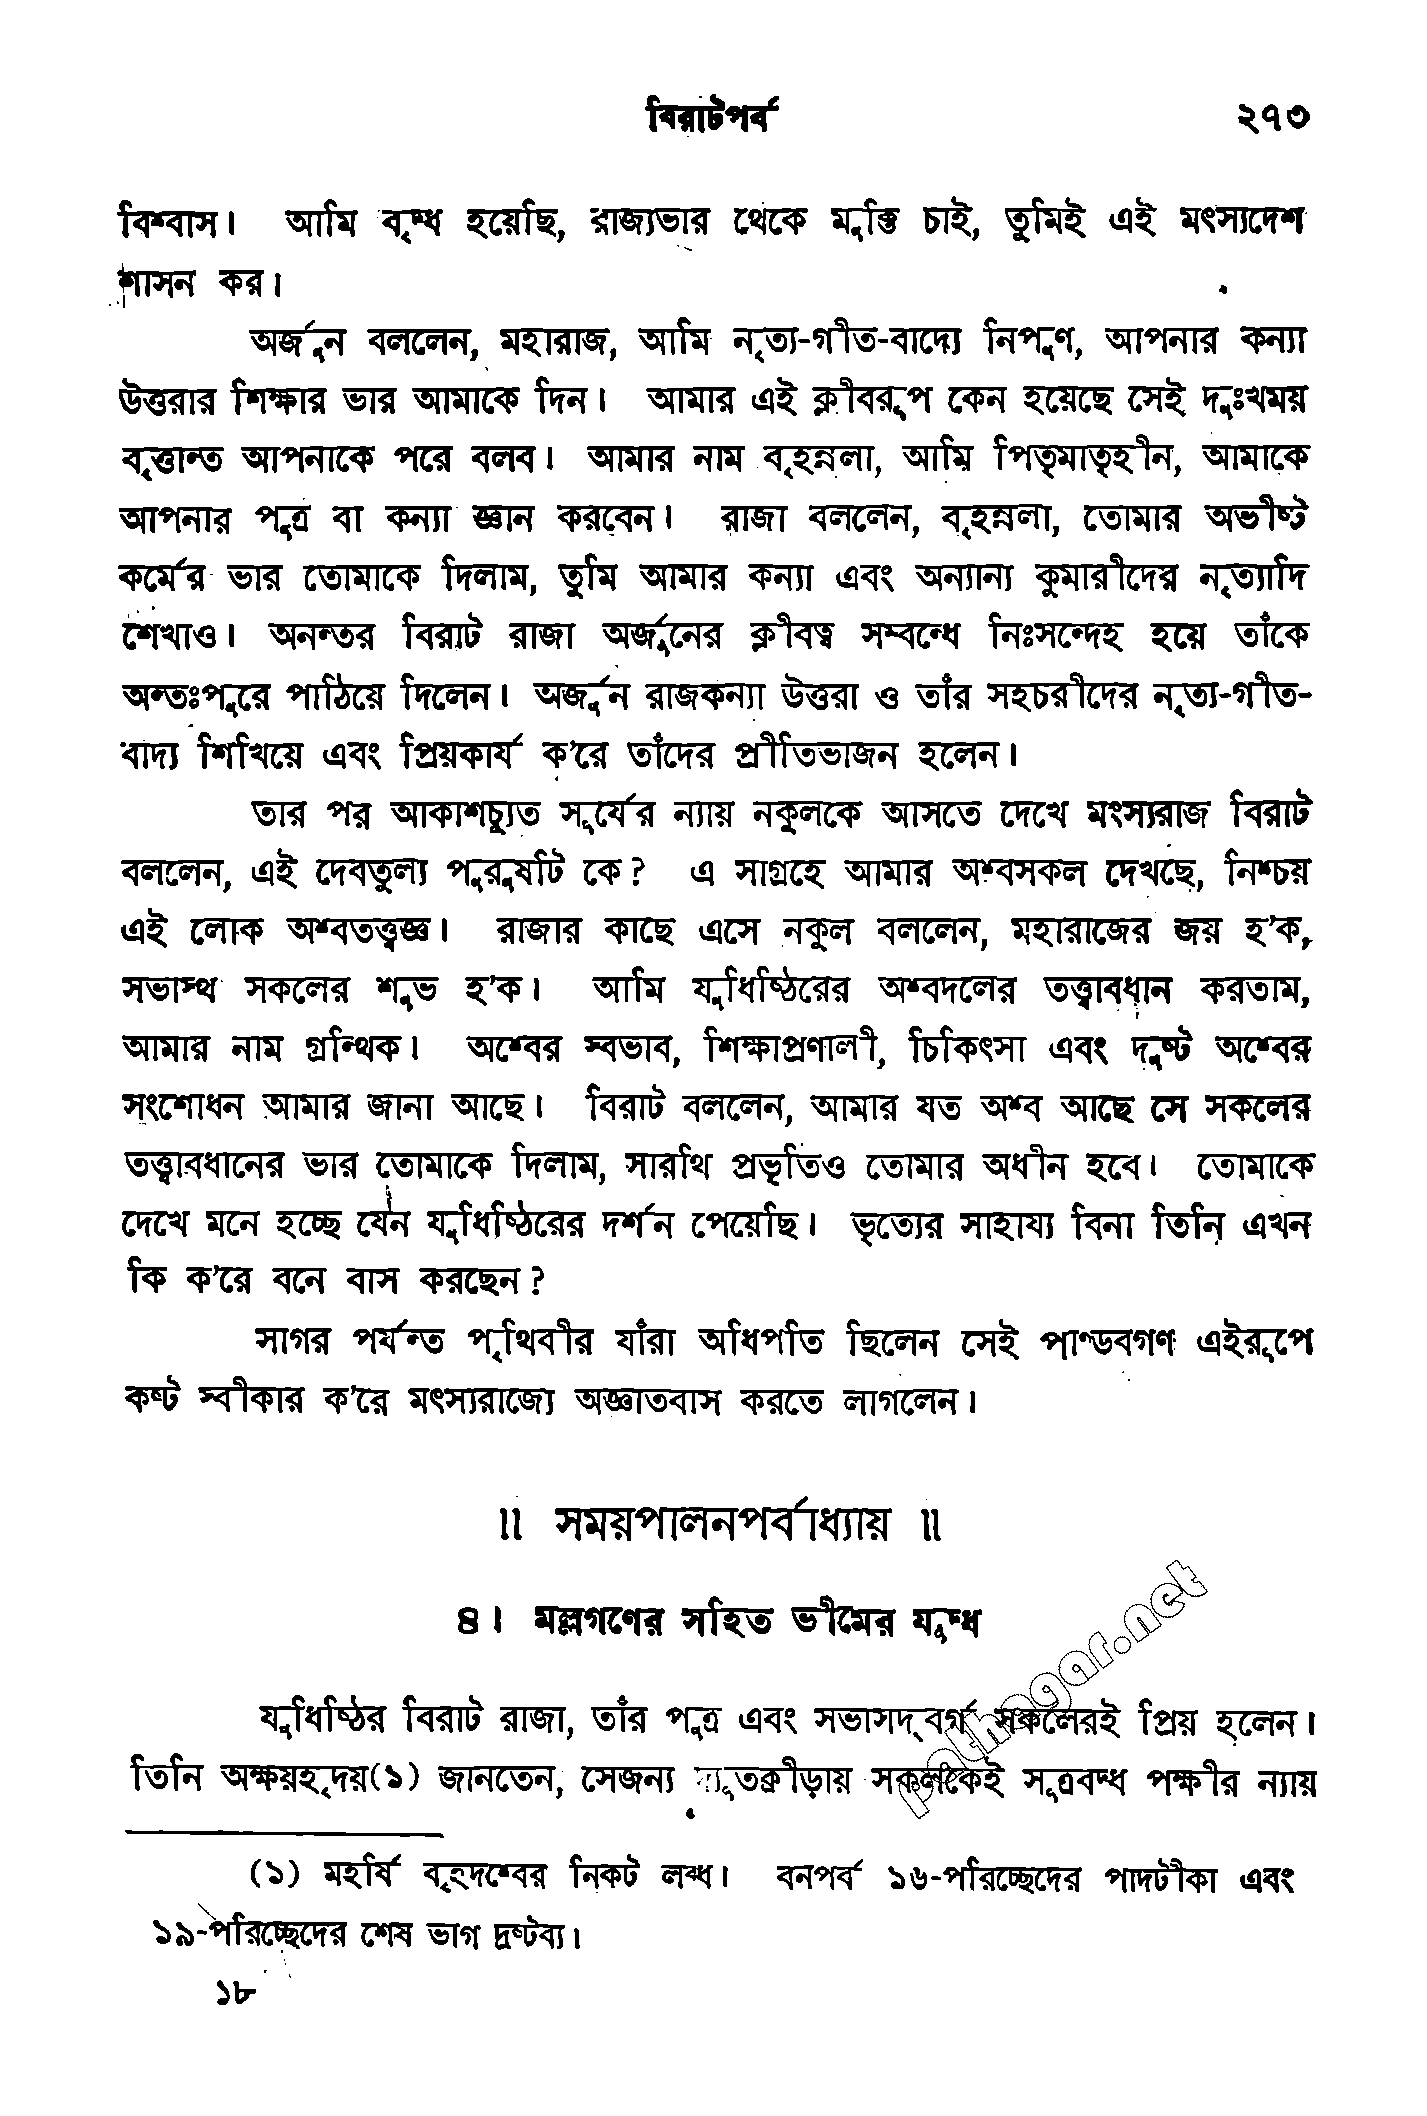 বিরাটপর্ব ২৭৩
বিশ্বাস। আমি বৃদ্ধ হয়েছি, রাজ্যভার থেকে মুক্তি চাই, তুমিই এই মৎস্যদেশ
শাসন কর।
অর্জুন বললেন, মহারাজ, আমি নৃত্য-গীত-বাদ্যে নিপুণ, আপনার কন্যা
উত্তরার শিক্ষার ভার আমাকে দিন। আমার এই ক্লীবরূপ কেন হয়েছে সেই দুঃখময়
বৃত্তান্ত আপনাকে পরে বলব। আমার নাম বৃহন্নলা, আমি পিতৃমাতৃহীন, আমাকে
আপনার পুত্র বা কন্যা জ্ঞান করবেন। রাজা বললেন, বৃহন্নলা, তোমার অভীষ্ট
কর্মের ভার তোমাকে দিলাম, তুমি আমার কন্যা এবং অন্যান্য কুমারীদের নৃত্যাদি
শেখাও। অনন্তর বিরাট রাজা অর্জুনের ক্লীবত্ব সম্বন্ধে নিঃসন্দেহ হয়ে তাঁকে
অন্তঃপুরে পাঠিয়ে দিলেন। অর্জুন রাজকন্যা উত্তরা ও তাঁর সহচরীদের নৃত্য-গীত-
বাদ্য শিখিয়ে এবং প্রিয়কার্য ক'রে তাঁদের প্রীতিভাজন হলেন।
তার পর আকাশচ্যুত সূর্যের ন্যায় নকুলকে আসতে দেখে মৎস্যরাজ বিরাট
বললেন, এই দেবতুল্য পুরুষটি কে? এ সাগ্রহে আমার অশ্বসকল দেখছে, নিশ্চয়
এই লোক অশ্বতত্ত্বজ্ঞ। রাজার কাছে এসে নকুল বললেন, মহারাজের জয় হ'ক,
সভাস্থ সকলের শুভ হ'ক। আমি যুধিষ্ঠিরের অশ্বদলের তত্ত্বাবধান করতাম,
আমার নাম গ্রন্থিক। অশ্বের স্বভাব, শিক্ষাপ্রণালী, চিকিৎসা এবং দুষ্ট অশ্বের
সংশোধন আমার জানা আছে। বিরাট বললেন, আমার যত অশ্ব আছে সে সকলের
তত্ত্বাবধানের ভার তোমাকে দিলাম, সারথি প্রভৃতিও তোমার অধীন হবে। তোমাকে
দেখে মনে হচ্ছে যেন যুধিষ্ঠিরের দর্শন পেয়েছি। ভৃত্যের সাহায্য বিনা তিনি এখন
কি ক'রে বনে বাস করছেন?
সাগর পর্যন্ত পৃথিবীর যাঁরা অধিপতি ছিলেন সেই পাণ্ডবগণ এইরূপে
কষ্ট স্বীকার ক'রে মৎস্যরাজ্যে অজ্ঞাতবাস করতে লাগলেন।
॥ সময়পালনপর্বাধ্যায় ॥
৪। মল্লগণের সহিত ভীমের যুদ্ধ
যুধিষ্ঠির বিরাট রাজা, তাঁর পুত্র এবং সভাসদ্‌বর্গ সকলেরই প্রিয় হলেন।
তিনি অক্ষয়হৃদয়(১) জানতেন, সেজন্য দ্যূতক্রীড়ায় সকলকেই সূত্রবদ্ধ পক্ষীর ন্যায়
(১) মহর্ষি বৃহদশ্বের নিকট লব্ধ। বনপর্ব ১৬-পরিচ্ছেদের পাদটীকা এবং
১৯-পরিচ্ছেদের শেষ ভাগ দ্রষ্টব্য।
১৮
pathagar.net